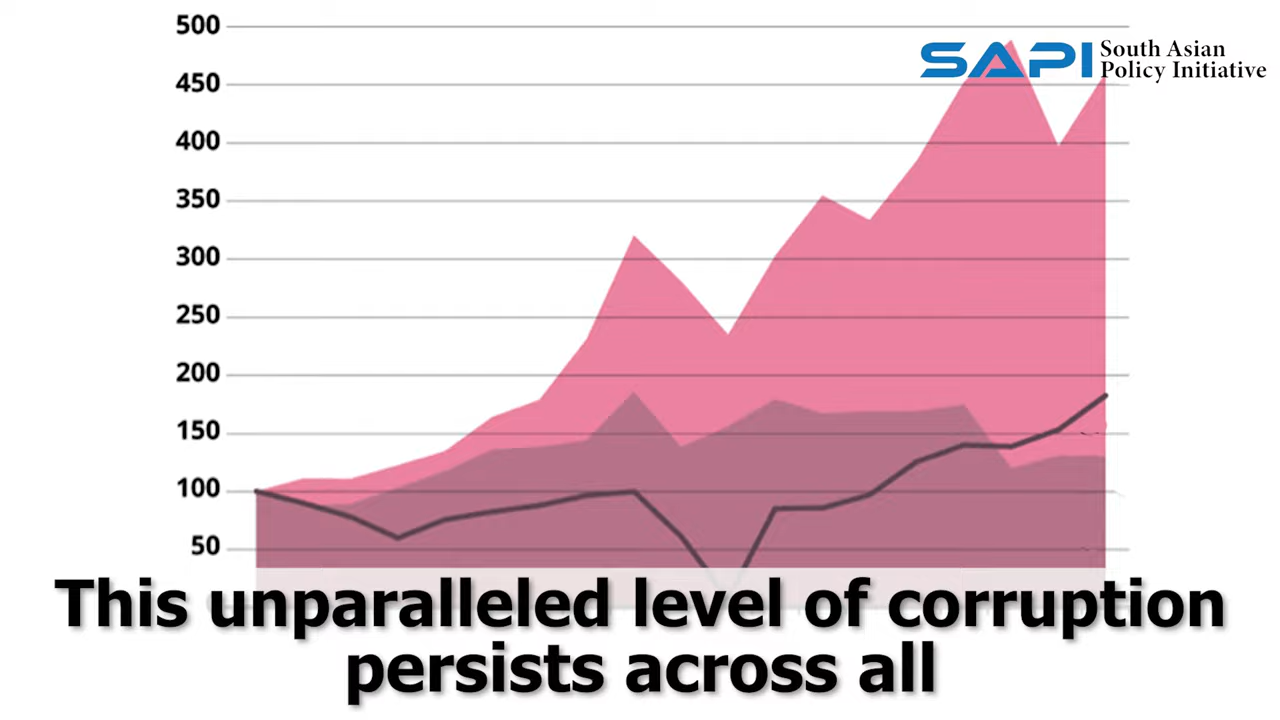 500
SAPI South Asian
Policy Initiative
450
400
350
300
250
200
150
100
50
This unparalleled level of corruption
persists across all